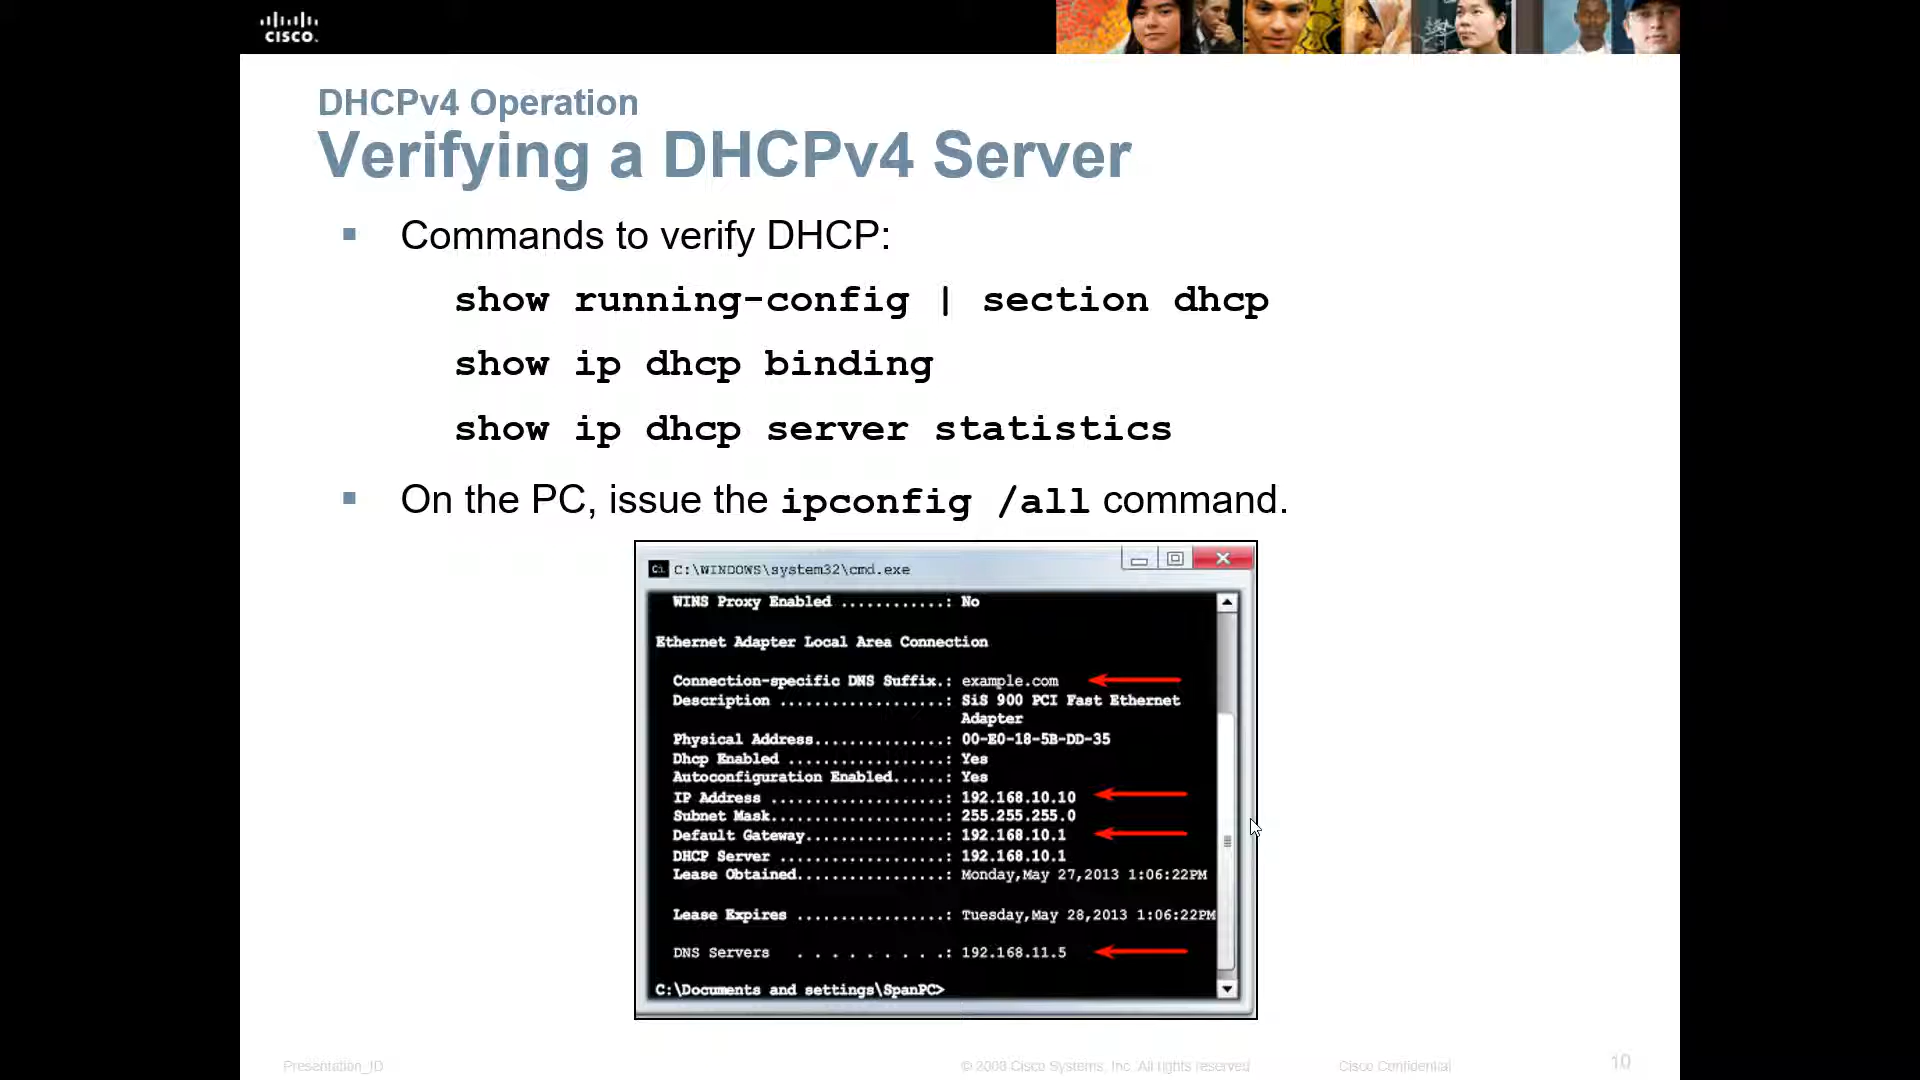 CISCO.
DHCPv4 Operation
Verifying a DHCPv4 Server
Commands to verify DHCP:
show running-config | section dhcp
show ip dhcp binding
show ip dhcp server statistics
On the PC, issue the ipconfig /all command.
C:\WINDOWS\system32\cmd.exe
WINS Proxy Enabled ............: No
Ethernet Adapter Local Area Connection
Connection-specific DNS Suffix.: example.com
Description ...................: SiS 900 PCI Fast Ethernet
Adapter
Physical Address...............: 00-E0-18-5B-DD-35
Dhcp Enabled ..................: Yes
Autoconfiguration Enabled......: Yes
IP Address ....................: 192.168.10.10
Subnet Mask....................: 255.255.255.0
Default Gateway................: 192.168.10.1
DHCP Server ...................: 192.168.10.1
Lease Obtained.................: Monday,May 27,2013 1:06:22PM
Lease Expires .................: Tuesday,May 28,2013 1:06:22PM
DNS Servers . . . . . . . . .: 192.168.11.5
C:\Documents and settings\SpanPC>
Presentation_ID
© 2008 Cisco Systems, Inc. All rights reserved
Cisco Confidential
10